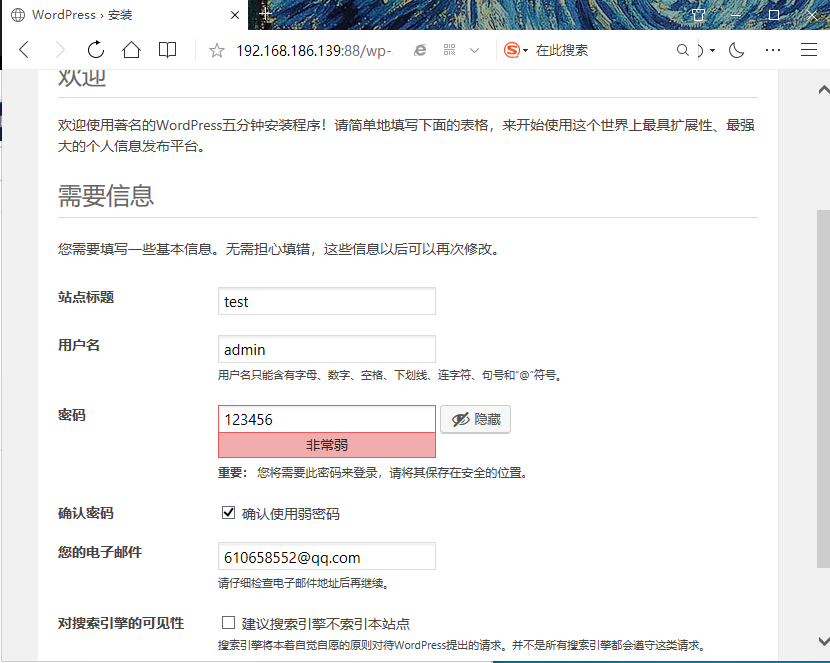 WordPress › 安装
192.168.186.139:88/wp-
在此搜索
欢迎
欢迎使用著名的WordPress五分钟安装程序！请简单地填写下面的表格，来开始使用这个世界上最具扩展性、最强
大的个人信息发布平台。
需要信息
您需要填写一些基本信息。无需担心填错，这些信息以后可以再次修改。
站点标题
test
用户名
admin
用户名只能含有字母、数字、空格、下划线、连字符、句号和“@”符号。
密码
123456
隐藏
非常弱
重要： 您将需要此密码来登录，请将其保存在安全的位置。
确认密码
确认使用弱密码
您的电子邮件
610658552@qq.com
请仔细检查电子邮件地址后再继续。
对搜索引擎的可见性
建议搜索引擎不索引本站点
搜索引擎将本着自觉自愿的原则对待WordPress提出的请求。并不是所有搜索引擎都会遵守这类请求。